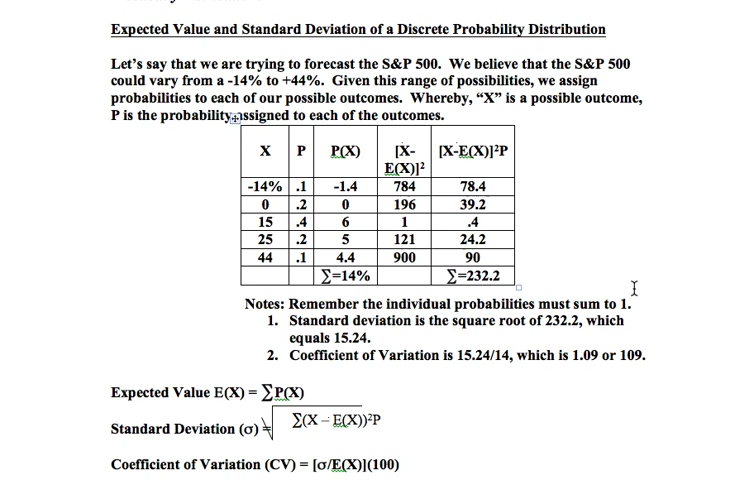 Expected Value and Standard Deviation of a Discrete Probability Distribution
Let's say that we are trying to forecast the S&P 500. We believe that the S&P 500
could vary from a -14% to +44%. Given this range of possibilities, we assign
probabilities to each of our possible outcomes. Whereby, “X” is a possible outcome,
P is the probability assigned to each of the outcomes.
X P P(X) [X-E(X)]² [X-E(X)]²P
-14% .1 -1.4 784 78.4
0 .2 0 196 39.2
15 .4 6 1 .4
25 .2 5 121 24.2
44 .1 4.4 900 90
∑=14% ∑=232.2
Notes: Remember the individual probabilities must sum to 1.
1. Standard deviation is the square root of 232.2, which
equals 15.24.
2. Coefficient of Variation is 15.24/14, which is 1.09 or 109.
Expected Value E(X) = ∑P(X)
Standard Deviation (σ) = √∑(X – E(X))²P
Coefficient of Variation (CV) = [σ/E(X)](100)